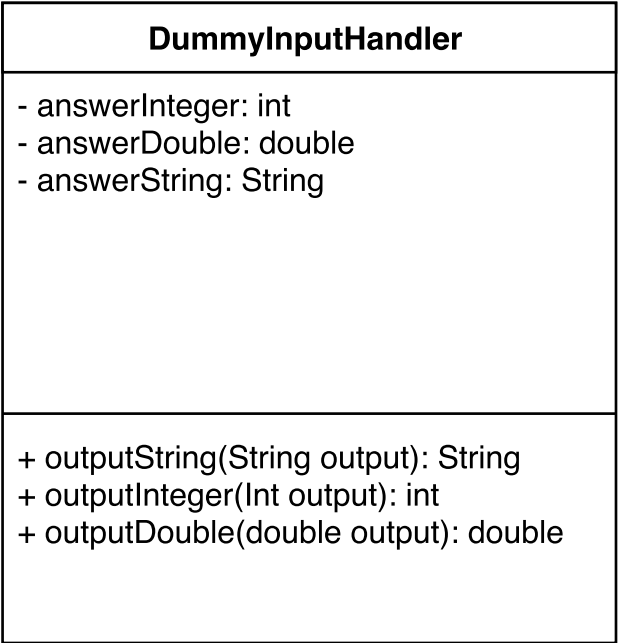 DummyInputHandler
- answerInteger: int
- answerDouble: double
- answerString: String
+ outputString(String output): String
+ outputInteger(Int output): int
+ outputDouble(double output): double